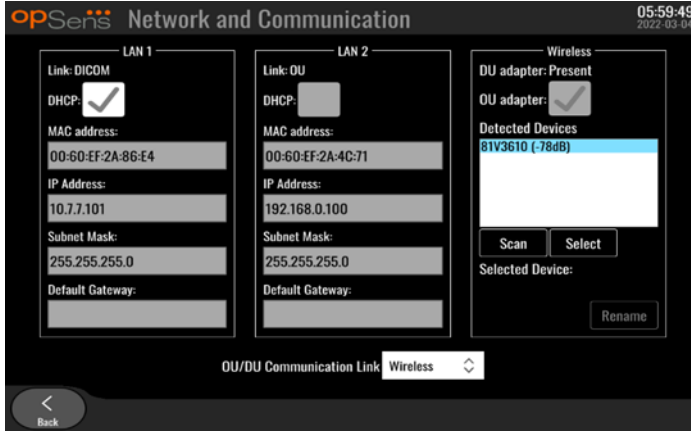 opSens Network and Communication
05:59:49
2022-03-04
LAN 1
Link: DICOM
DHCP:
MAC address:
00:60:EF:2A:86:E4
IP Address:
10.7.7.101
Subnet Mask:
255.255.255.0
Default Gateway:
LAN 2
Link: OU
DHCP:
MAC address:
00:60:EF:2A:4C:71
IP Address:
192.168.0.100
Subnet Mask:
255.255.255.0
Default Gateway:
Wireless
DU adapter: Present
OU adapter:
Detected Devices
81V3610 (-78dB)
Scan Select
Selected Device:
Rename
OU/DU Communication Link Wireless
Back